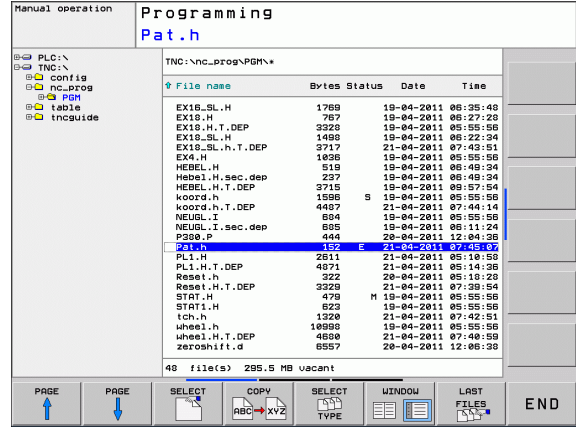 Manual operation
Programming
Pat.h
PLC:\
TNC:\
config
nc_prog
PGM
table
tncguide
TNC:\nc_prog\PGM\*
File name Bytes Status Date Time
EX16_SL.H 1769 19-04-2011 06:35:48
EX18.H 767 19-04-2011 06:27:28
EX18.H.T.DEP 3328 19-04-2011 05:55:56
EX18_SL.H 1498 19-04-2011 06:22:34
EX18_SL.h.T.DEP 3717 21-04-2011 07:43:51
EX4.H 1036 19-04-2011 05:55:56
HEBEL.H 519 19-04-2011 06:49:34
Hebel.H.sec.dep 237 19-04-2011 06:49:34
HEBEL.H.T.DEP 3715 19-04-2011 09:57:54
koord.h 1596 S 19-04-2011 05:55:56
koord.h.T.DEP 4487 21-04-2011 07:44:14
NEUGL.I 684 19-04-2011 05:55:56
NEUGL.I.sec.dep 685 19-04-2011 06:11:24
P380.P 444 20-04-2011 12:04:36
Pat.h 152 E 21-04-2011 07:45:07
PL1.H 2611 21-04-2011 05:10:58
PL1.H.T.DEP 4871 21-04-2011 05:14:36
Reset.h 322 20-04-2011 05:18:28
Reset.H.T.DEP 3329 21-04-2011 07:39:54
STAT.H 479 M 19-04-2011 05:55:56
STAT1.H 623 19-04-2011 05:55:56
tch.h 1320 21-04-2011 07:42:51
wheel.h 10998 19-04-2011 05:55:56
wheel.H.T.DEP 4680 21-04-2011 07:40:59
zeroshift.d 6557 20-04-2011 12:06:38
48 file(s) 295.5 MB vacant
PAGE
PAGE
SELECT
COPY
ABC XYZ
SELECT
TYPE
WINDOW
LAST
FILES
END